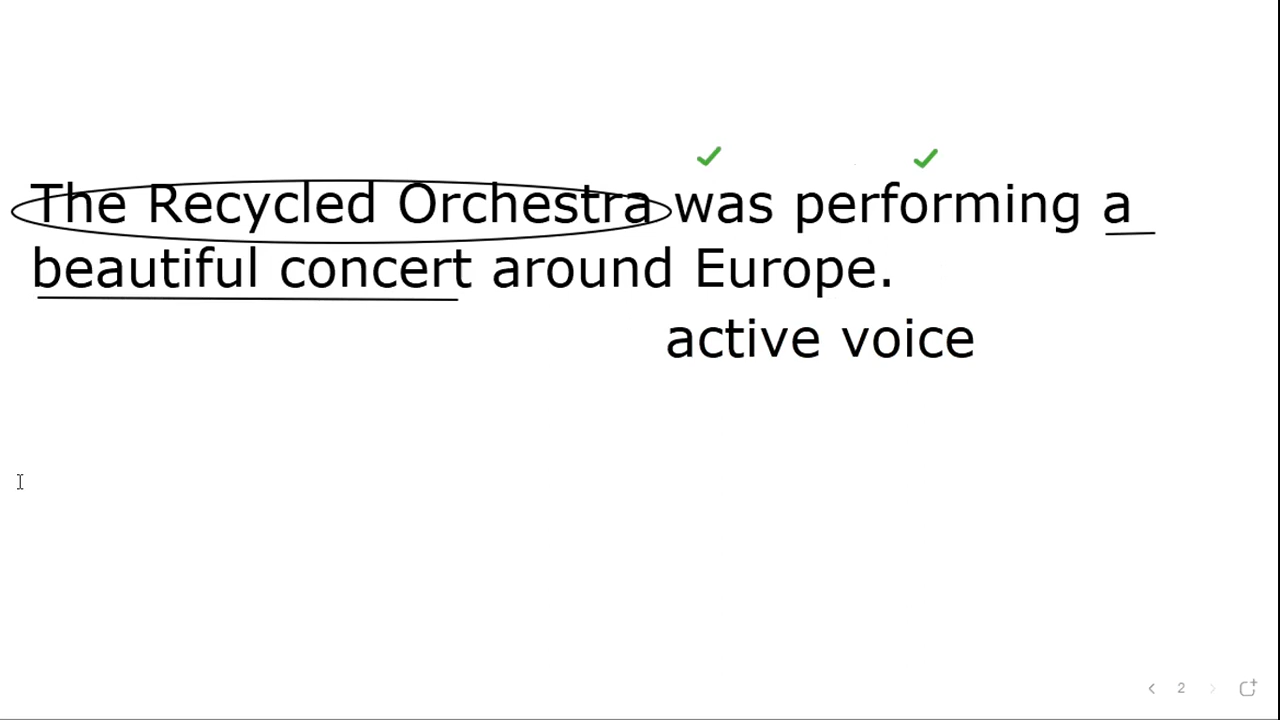 The Recycled Orchestra was performing a
beautiful concert around Europe.
active voice
2